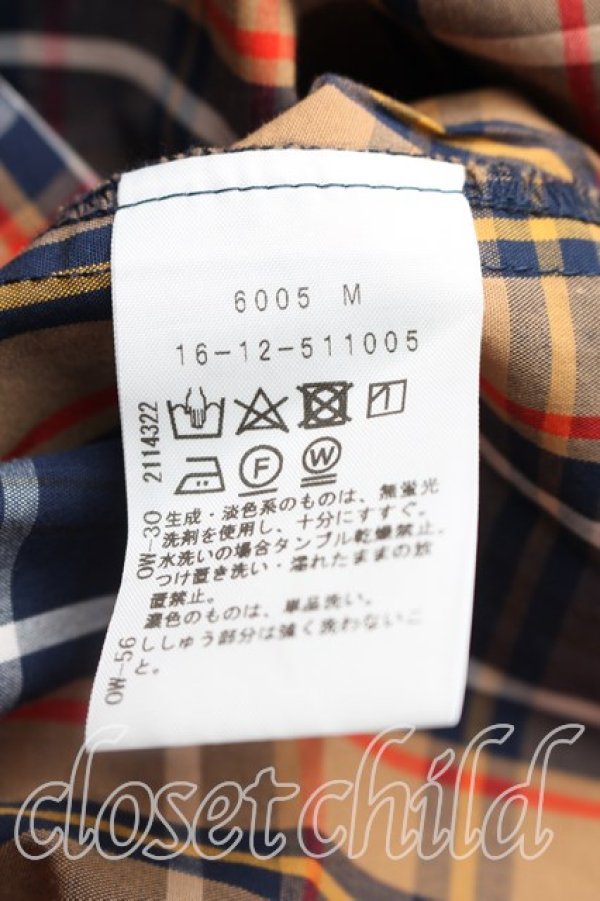 6005 M
16-12-511005
2114322
F
W
OW-30
生成・淡色系のものは、無蛍光
洗剤を使用し、十分にすすぐ。
水洗いの場合タンブル乾燥禁止。
つけ置き洗い・濡れたままの放
置禁止。
濃色のものは、単品洗い。
OW-56
ししゅう部分は強く洗わないこ
と。
closet child